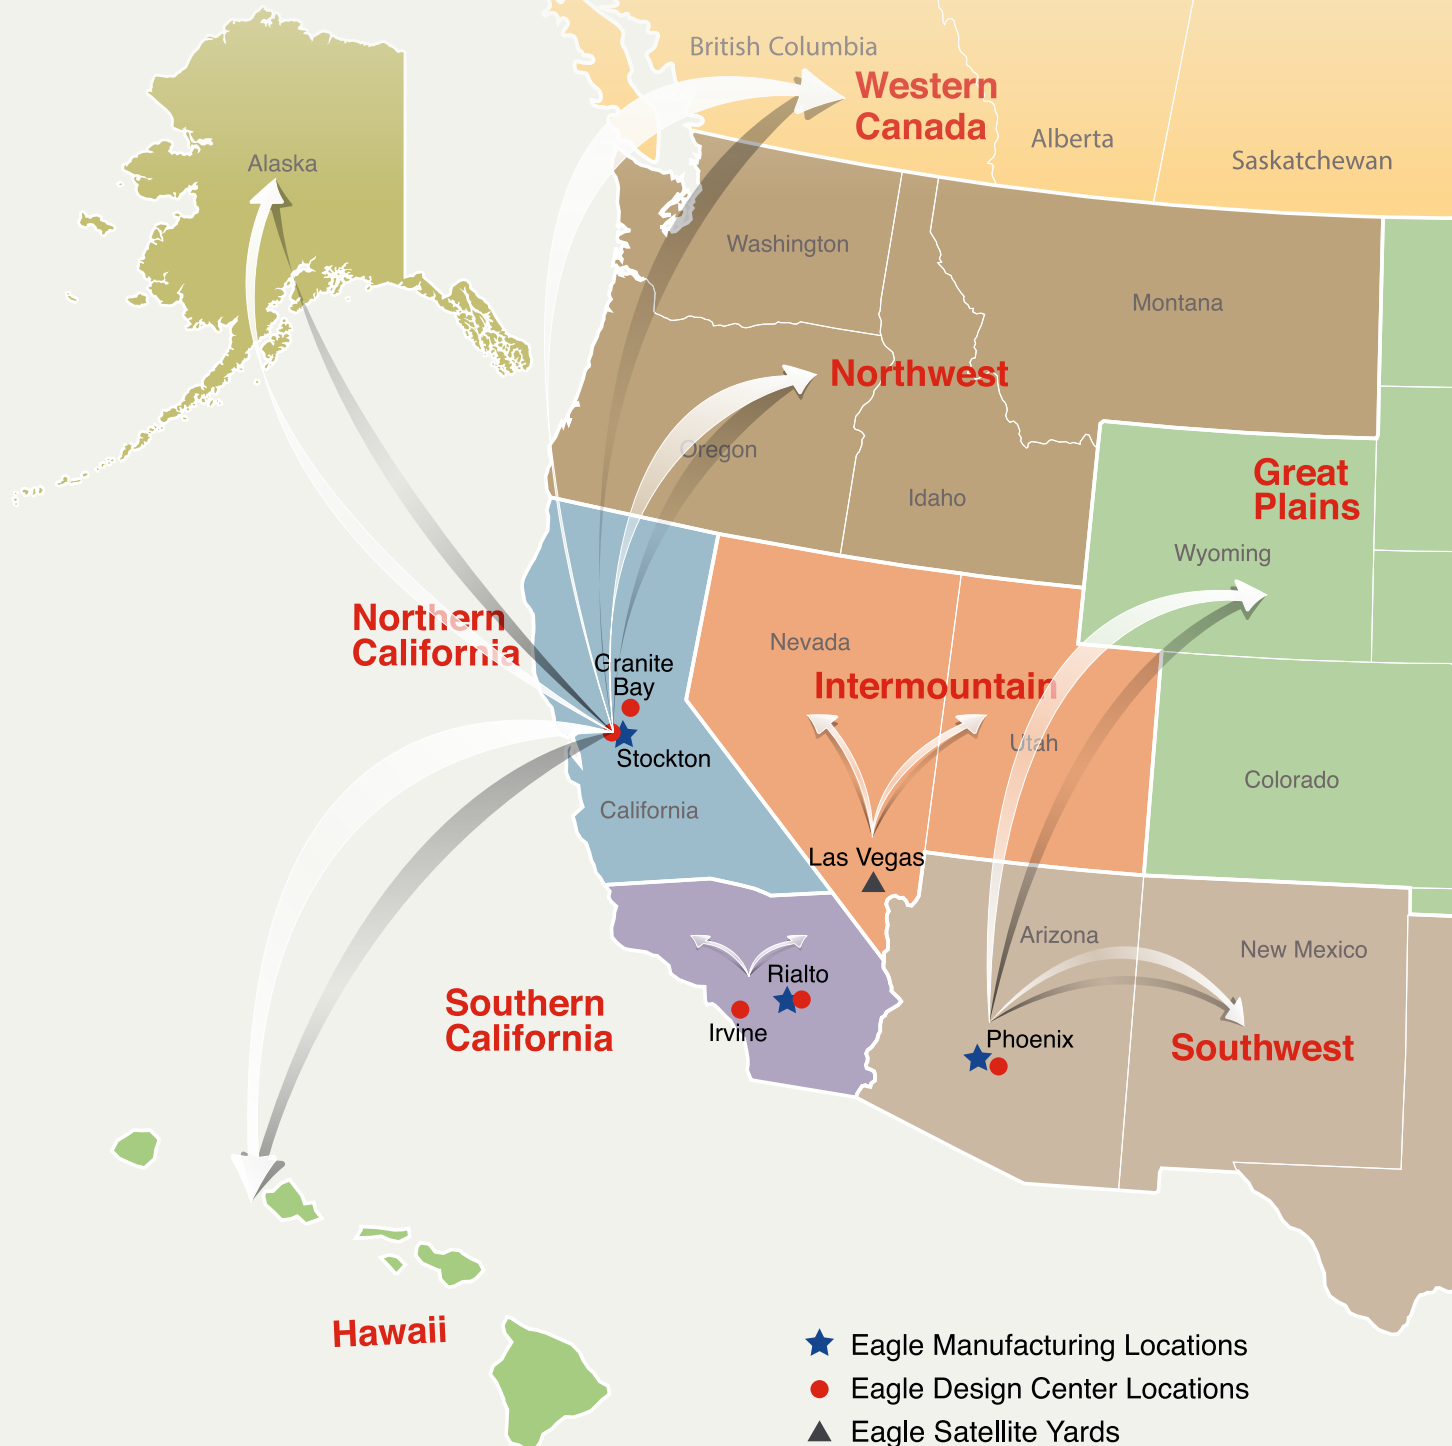 British Columbia
Western
Canada
Alberta
Saskatchewan
Alaska
Washington
Montana
Northwest
Oregon
Idaho
Great
Plains
Wyoming
Northern
California
Granite
Bay
Nevada
Intermountain
Utah
Stockton
Colorado
California
Las Vegas
Arizona
New Mexico
Rialto
Southern
California
Irvine
Phoenix
Southwest
Hawaii
Eagle Manufacturing Locations
Eagle Design Center Locations
Eagle Satellite Yards